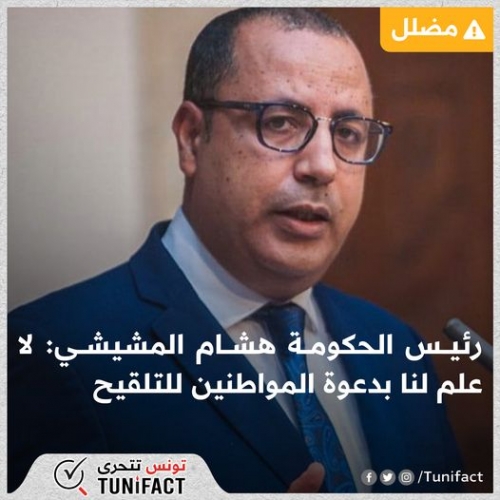 مضلل
رئيس الحكومة هشام المشيشي: لا
علم لنا بدعوة المواطنين للتلقيح
تونس تتحرى
TUNiFACT
/Tunifact